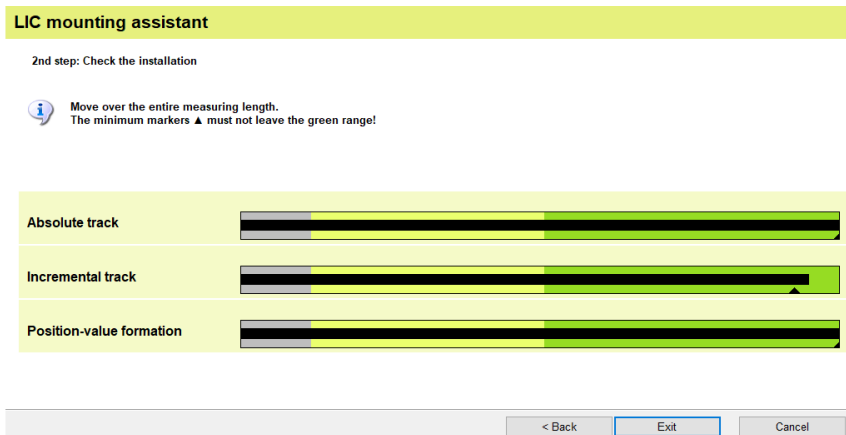 LIC mounting assistant
2nd step: Check the installation
Move over the entire measuring length.
The minimum markers ▲ must not leave the green range!
Absolute track
Incremental track
Position-value formation
< Back
Exit
Cancel